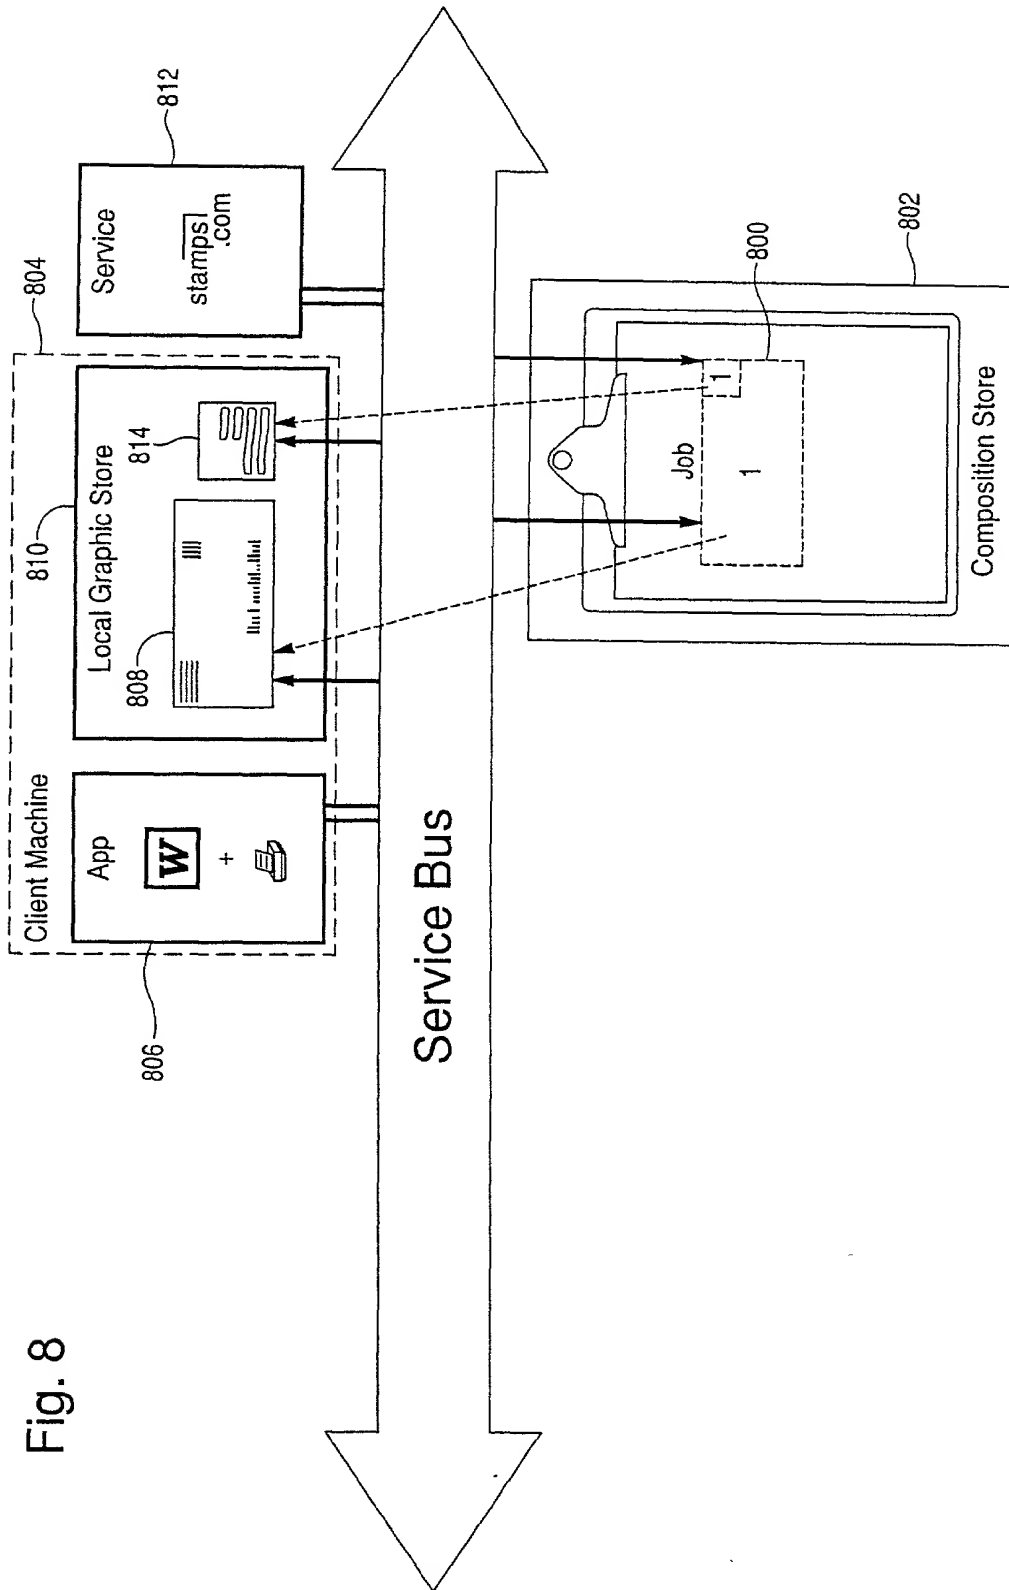 Fig. 8
Client Machine
804
806
App
W
+
810
Local Graphic Store
808
814
Service
stamps
.com
812
Service Bus
Job
1
1
800
802
Composition Store